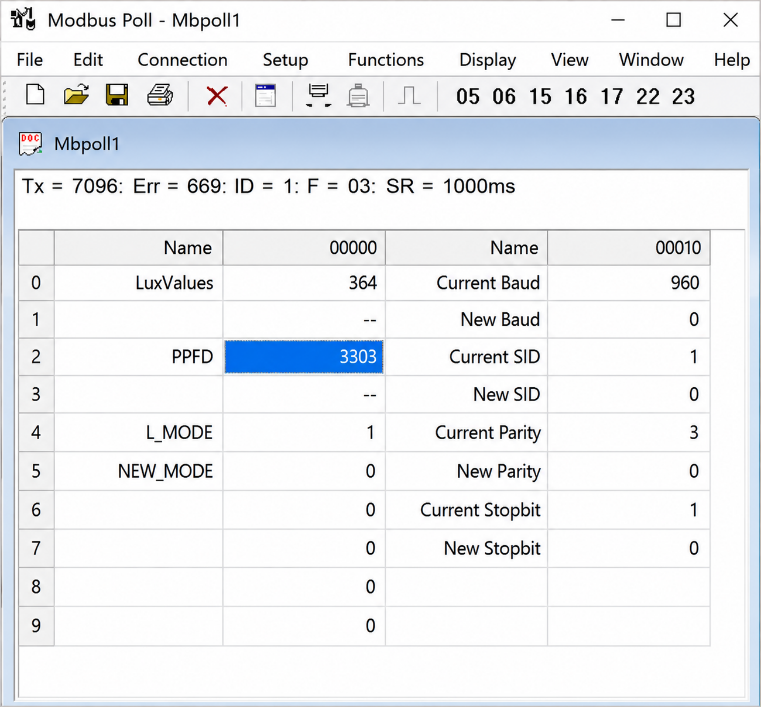 Modbus Poll - Mbpoll1
File Edit Connection Setup Functions Display View Window Help
05 06 15 16 17 22 23
DOC Mbpoll1
Tx = 7096: Err = 669: ID = 1: F = 03: SR = 1000ms
Name 00000 Name 00010
0 LuxValues 364 Current Baud 960
1 -- New Baud 0
2 PPFD 3303 Current SID 1
3 -- New SID 0
4 L_MODE 1 Current Parity 3
5 NEW_MODE 0 New Parity 0
6 0 Current Stopbit 1
7 0 New Stopbit 0
8 0
9 0